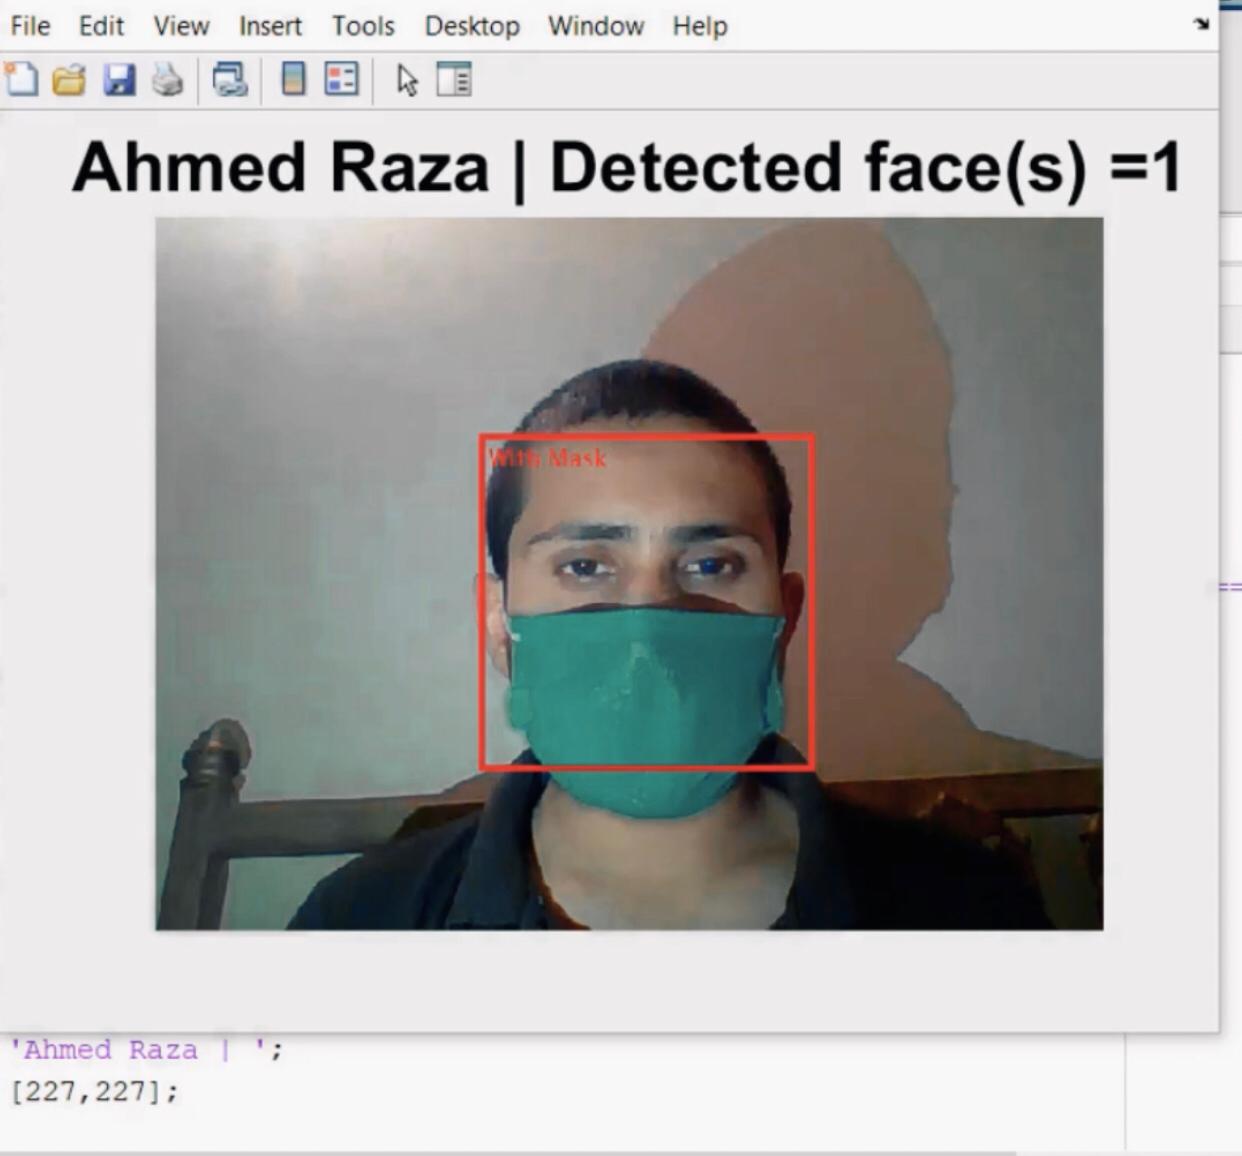 File Edit View Insert Tools Desktop Window Help
Ahmed Raza | Detected face(s) =1
With Mask
'Ahmed Raza | ';
[227,227];
==